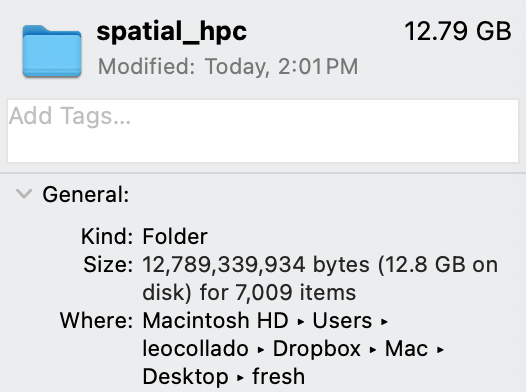 spatial_hpc 12.79 GB
Modified: Today, 2:01 PM
Add Tags...
General:
Kind: Folder
Size: 12,789,339,934 bytes (12.8 GB on
disk) for 7,009 items
Where: Macintosh HD ▸ Users ▸
leocollado ▸ Dropbox ▸ Mac ▸
Desktop ▸ fresh